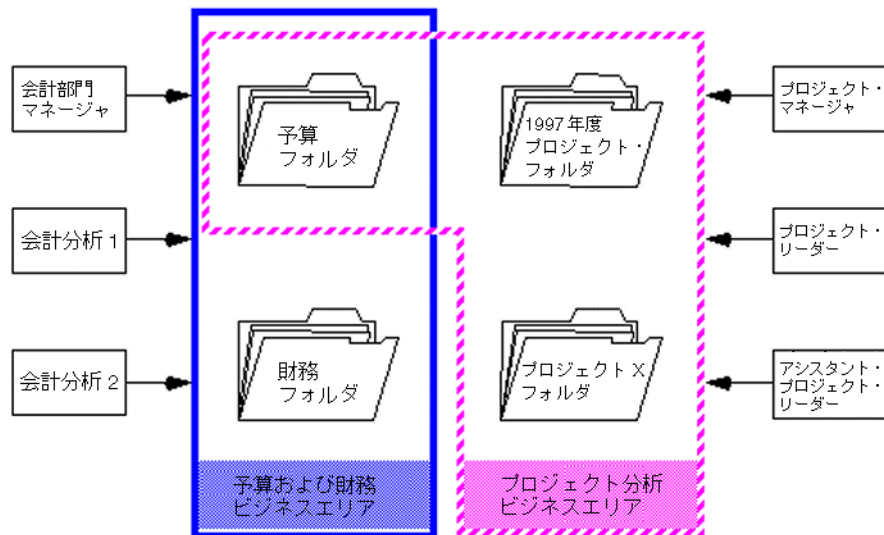 会計部門
マネージャ
会計分析 1
会計分析 2
予算
フォルダ
1997 年度
プロジェクト・
フォルダ
財務
フォルダ
プロジェクト X
フォルダ
予算および財務
ビジネスエリア
プロジェクト分析
ビジネスエリア
プロジェクト・
マネージャ
プロジェクト・
リーダー
アシスタント・
プロジェクト・
リーダー